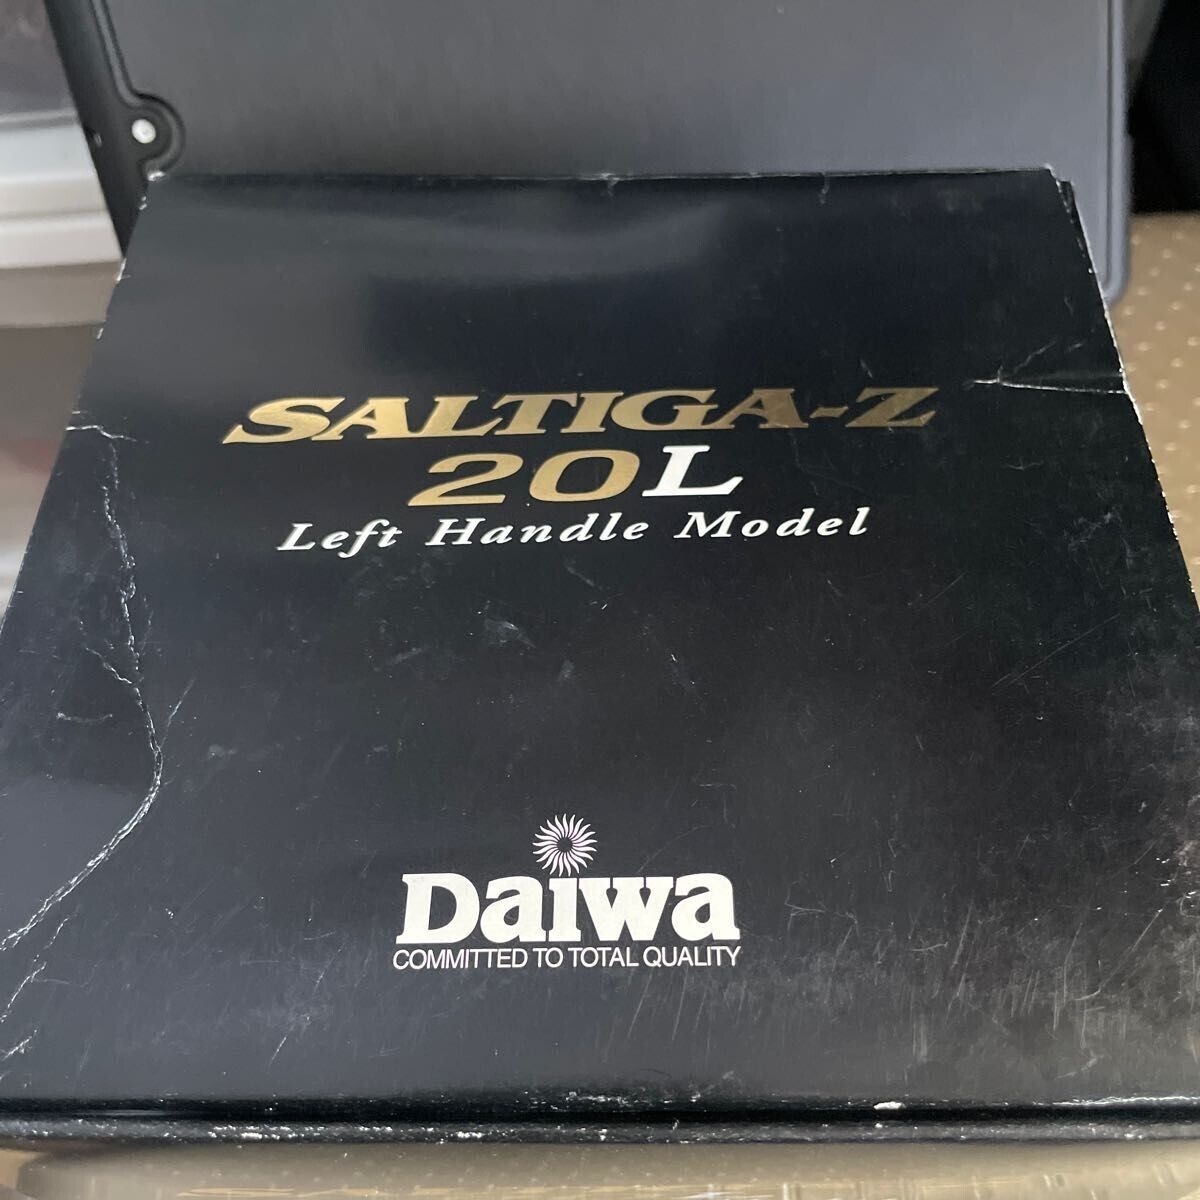 SALTIGA-Z
20L
Left Handle Model
Daiwa
COMMITTED TO TOTAL QUALITY